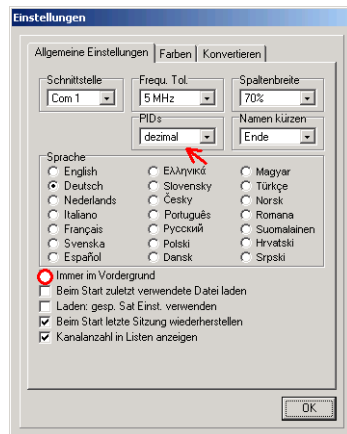 Einstellungen
Allgemeine Einstellungen Farben Konvertieren
Schnittstelle Frequ. Tol. Spaltenbreite
Com 1 5 MHz 70%
PIDs Namen kürzen
dezimal Ende
Sprache
English Ελληνικά Magyar
Deutsch Slovensky Türkçe
Nederlands Česky Norsk
Italiano Português Romana
Français Русский Suomalainen
Svenska Polski Hrvatski
Español Dansk Srpski
Immer im Vordergrund
Beim Start zuletzt verwendete Datei laden
Laden: gesp. Sat Einst. verwenden
Beim Start letzte Sitzung wiederherstellen
Kanalanzahl in Listen anzeigen
OK